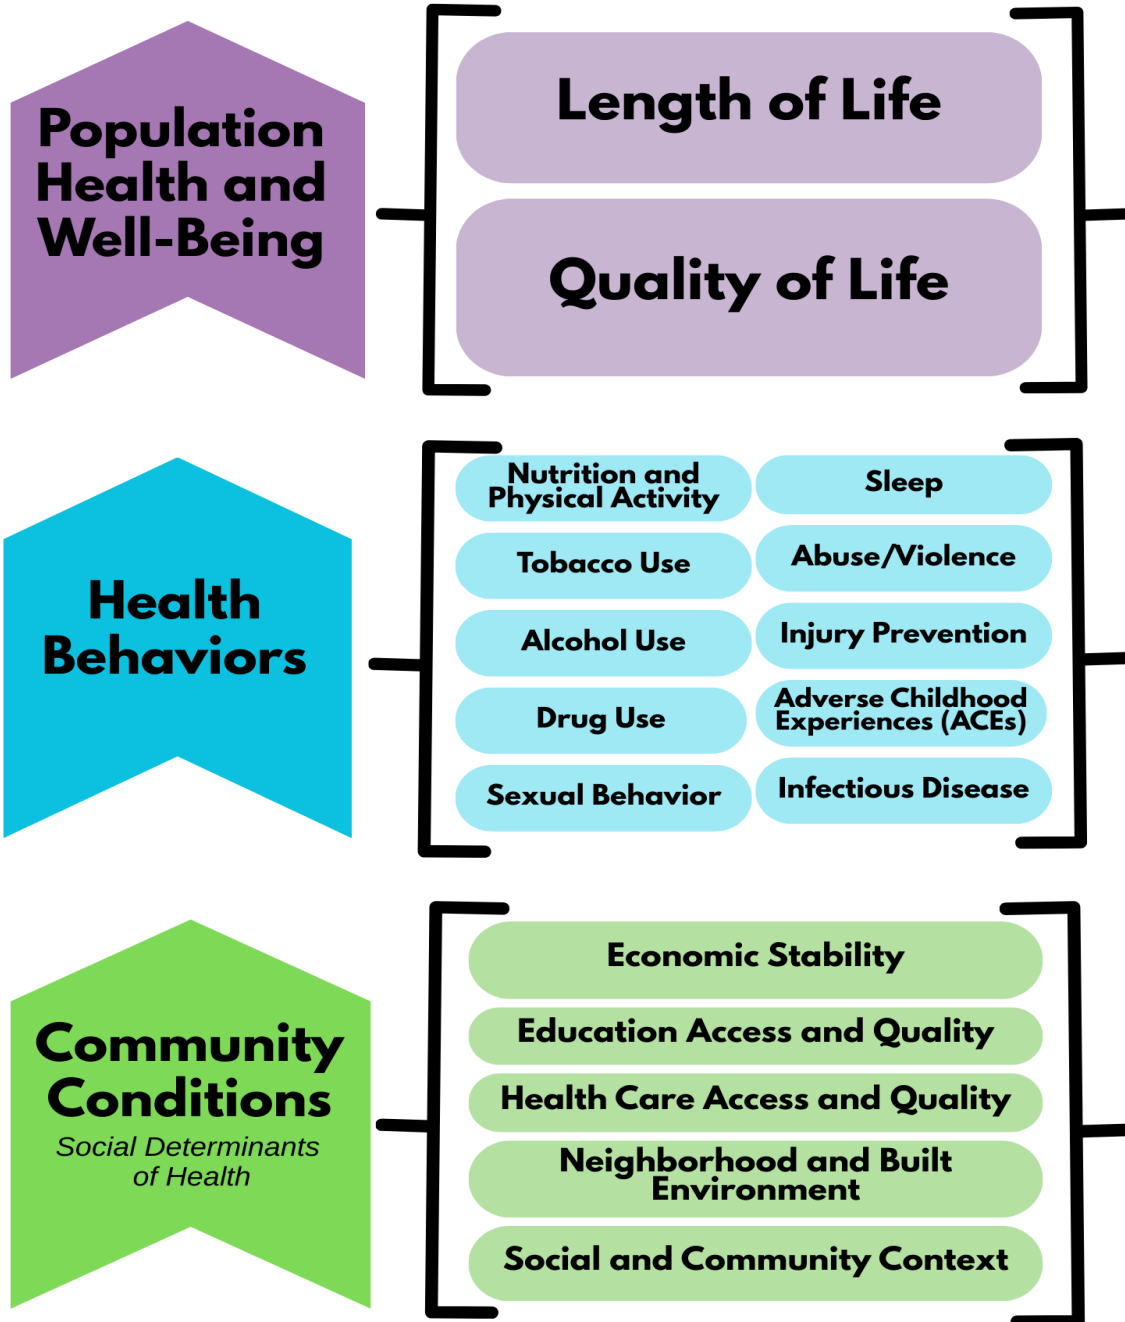 Population
Health and
Well-Being
Length of Life
Quality of Life
Health
Behaviors
Nutrition and
Physical Activity
Tobacco Use
Alcohol Use
Drug Use
Sexual Behavior
Sleep
Abuse/Violence
Injury Prevention
Adverse Childhood
Experiences (ACEs)
Infectious Disease
Community
Conditions
Social Determinants
of Health
Economic Stability
Education Access and Quality
Health Care Access and Quality
Neighborhood and Built
Environment
Social and Community Context